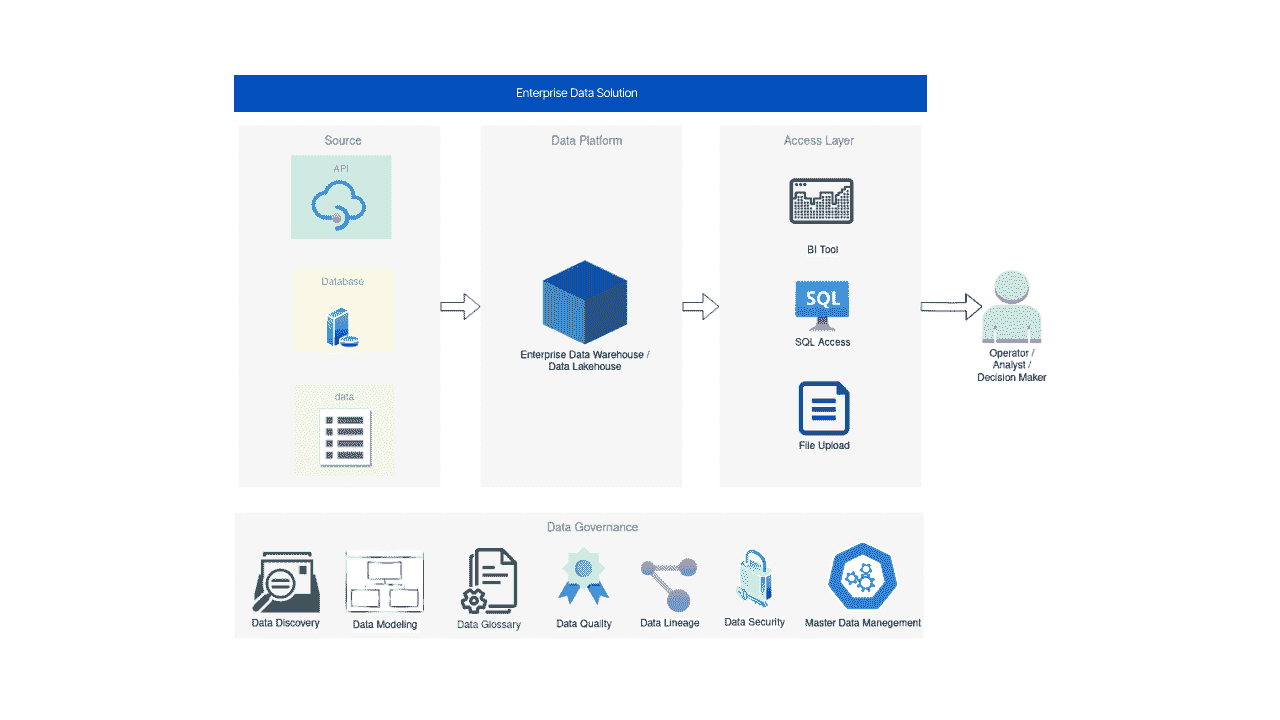 Enterprise Data Solution
Source
Data Platform
Access Layer
API
BI Tool
Database
SQL
SQL Access
Enterprise Data Warehouse /
Data Lakehouse
Operator /
Analyst /
Decision Maker
data
File Upload
Data Governance
Data Discovery
Data Modeling
Data Glossary
Data Quality
Data Lineage
Data Security
Master Data Manegement